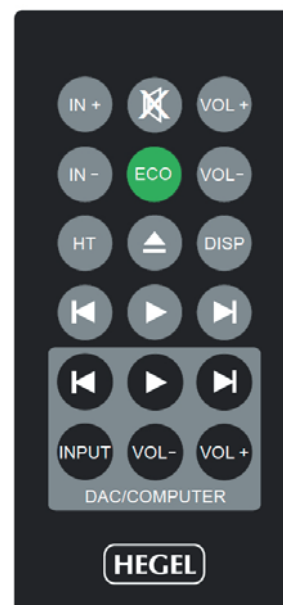 IN + VOL +
IN - ECO VOL-
HT DISP
INPUT VOL- VOL +
DAC/COMPUTER
HEGEL